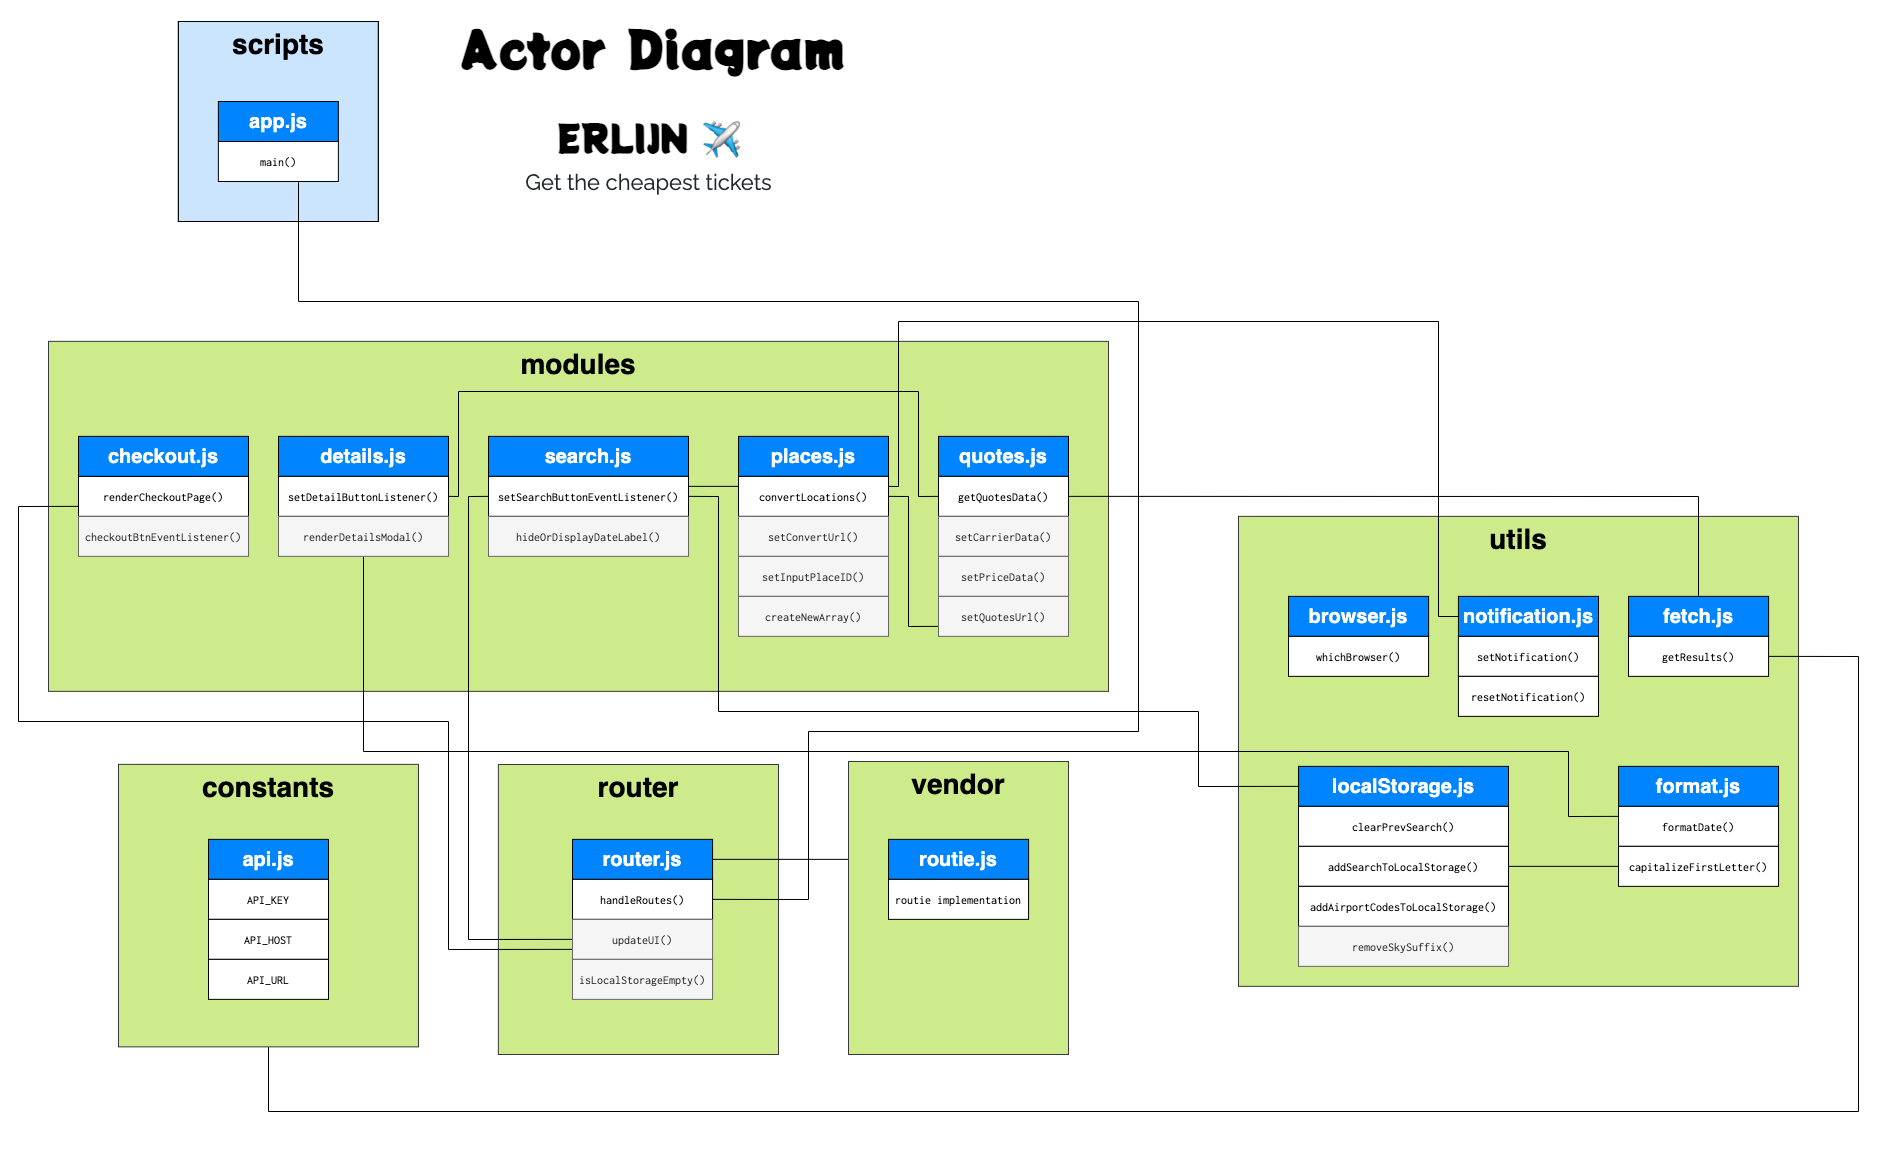 scripts
app.js
main()
Actor Diagram
ERLIJN
Get the cheapest tickets
modules
checkout.js
renderCheckoutPage()
checkoutBtnEventListener()
details.js
setDetailButtonListener()
renderDetailsModal()
search.js
setSearchButtonEventListener()
hideOrDisplayDateLabel()
places.js
convertLocations()
setConvertUrl()
setInputPlaceID()
createNewArray()
quotes.js
getQuotesData()
setCarrierData()
setPriceData()
setQuotesUrl()
utils
browser.js
whichBrowser()
notification.js
setNotification()
resetNotification()
fetch.js
getResults()
localStorage.js
clearPrevSearch()
addSearchToLocalStorage()
addAirportCodesToLocalStorage()
removeSkySuffix()
format.js
formatDate()
capitalizeFirstLetter()
constants
api.js
API_KEY
API_HOST
API_URL
router
router.js
handleRoutes()
updateUI()
isLocalStorageEmpty()
vendor
routie.js
routie implementation